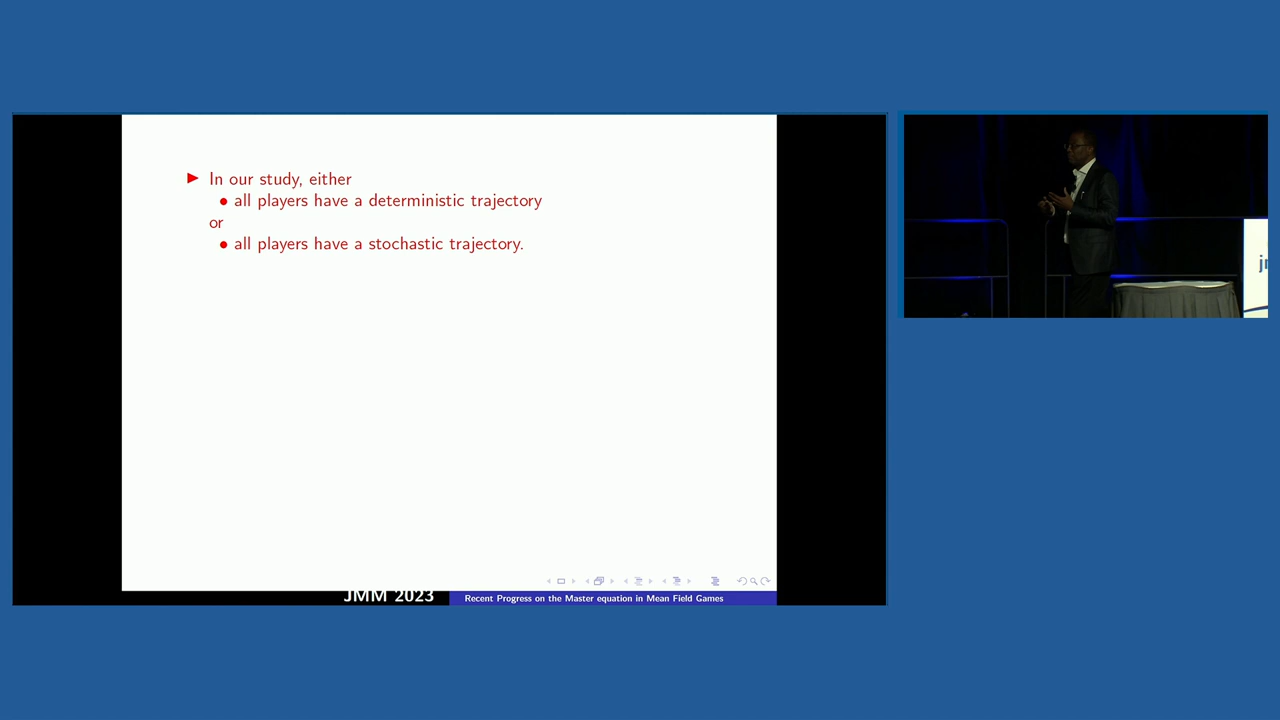 In our study, either
• all players have a deterministic trajectory
or
• all players have a stochastic trajectory.
JMM 2023
Recent Progress on the Master equation in Mean Field Games